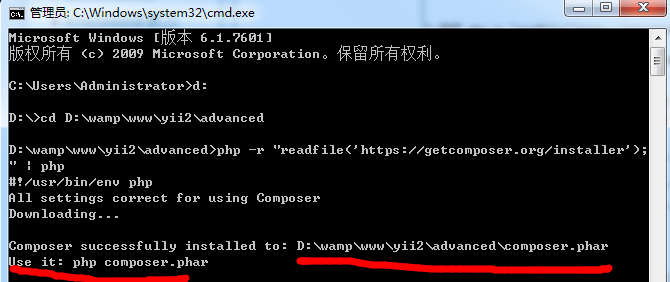 管理员: C:\Windows\system32\cmd.exe
Microsoft Windows [版本 6.1.7601]
版权所有 (c) 2009 Microsoft Corporation。保留所有权利。
C:\Users\Administrator>d:
D:\>cd D:\wamp\www\yii2\advanced
D:\wamp\www\yii2\advanced>php -r "readfile('https://getcomposer.org/installer');
" | php
#!/usr/bin/env php
All settings correct for using Composer
Downloading...
Composer successfully installed to: D:\wamp\www\yii2\advanced\composer.phar
Use it: php composer.phar